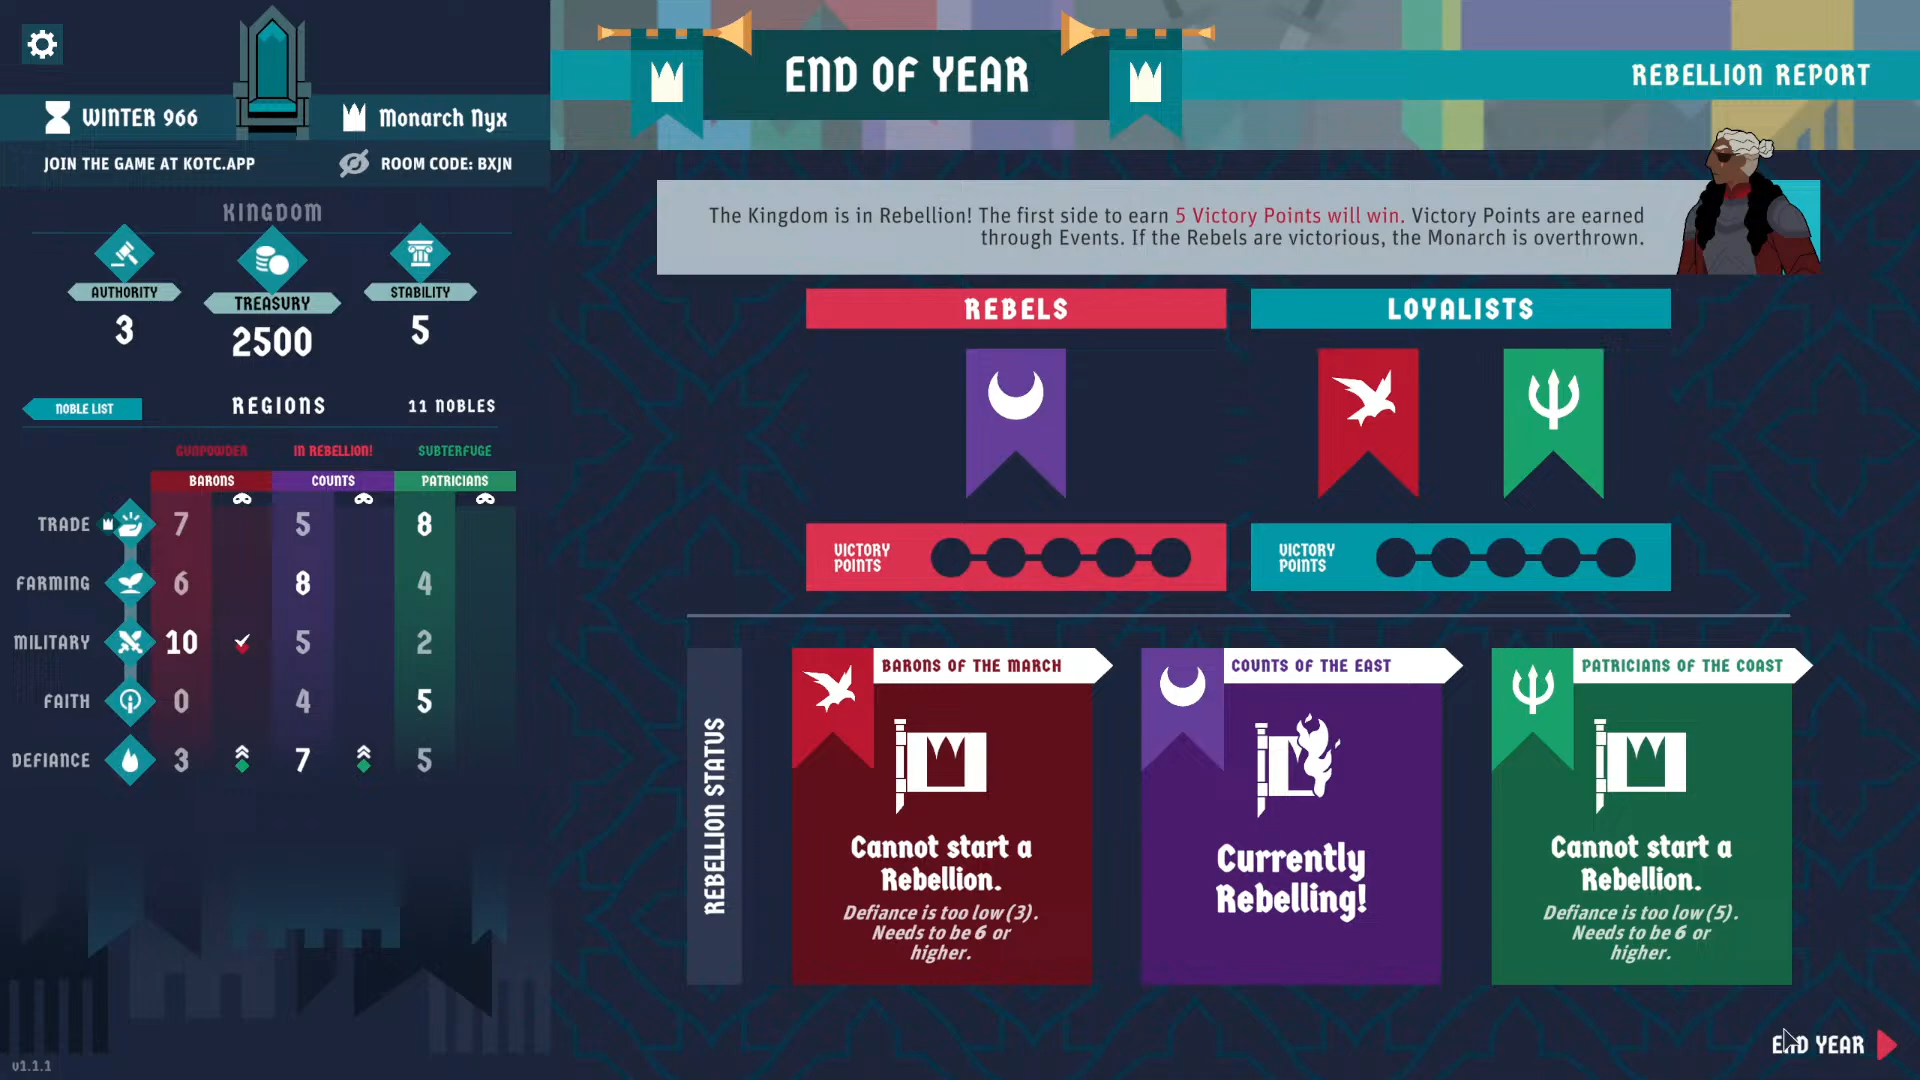 WINTER 966
Monarch Nyx
JOIN THE GAME AT KOTC.APP
ROOM CODE: BXJN
KINGDOM
AUTHORITY
TREASURY
STABILITY
3
2500
5
NOBLE LIST
REGIONS
11 NOBLES
GUNPOWDER
IN REBELLION!
SUBTERFUGE
BARONS
COUNTS
PATRICIANS
TRADE 7 5 8
FARMING 6 8 4
MILITARY 10 5 2
FAITH 0 4 5
DEFIANCE 3 7 5
v1.1.1
END OF YEAR
REBELLION REPORT
The Kingdom is in Rebellion! The first side to earn 5 Victory Points will win. Victory Points are earned
through Events. If the Rebels are victorious, the Monarch is overthrown.
REBELS
LOYALISTS
VICTORY
POINTS
VICTORY
POINTS
REBELLION STATUS
BARONS OF THE MARCH
Cannot start a
Rebellion.
Defiance is too low (3).
Needs to be 6 or
higher.
COUNTS OF THE EAST
Currently
Rebelling!
PATRICIANS OF THE COAST
Cannot start a
Rebellion.
Defiance is too low (5).
Needs to be 6 or
higher.
END YEAR